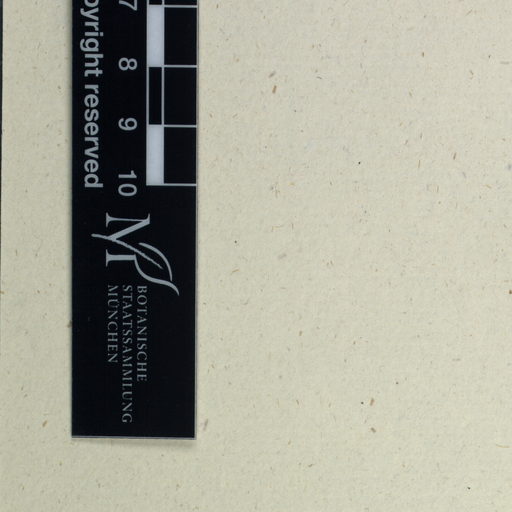 pyright reserved
7 8 9 10
M
BOTANISCHE
STAATSSAMMLUNG
MÜNCHEN